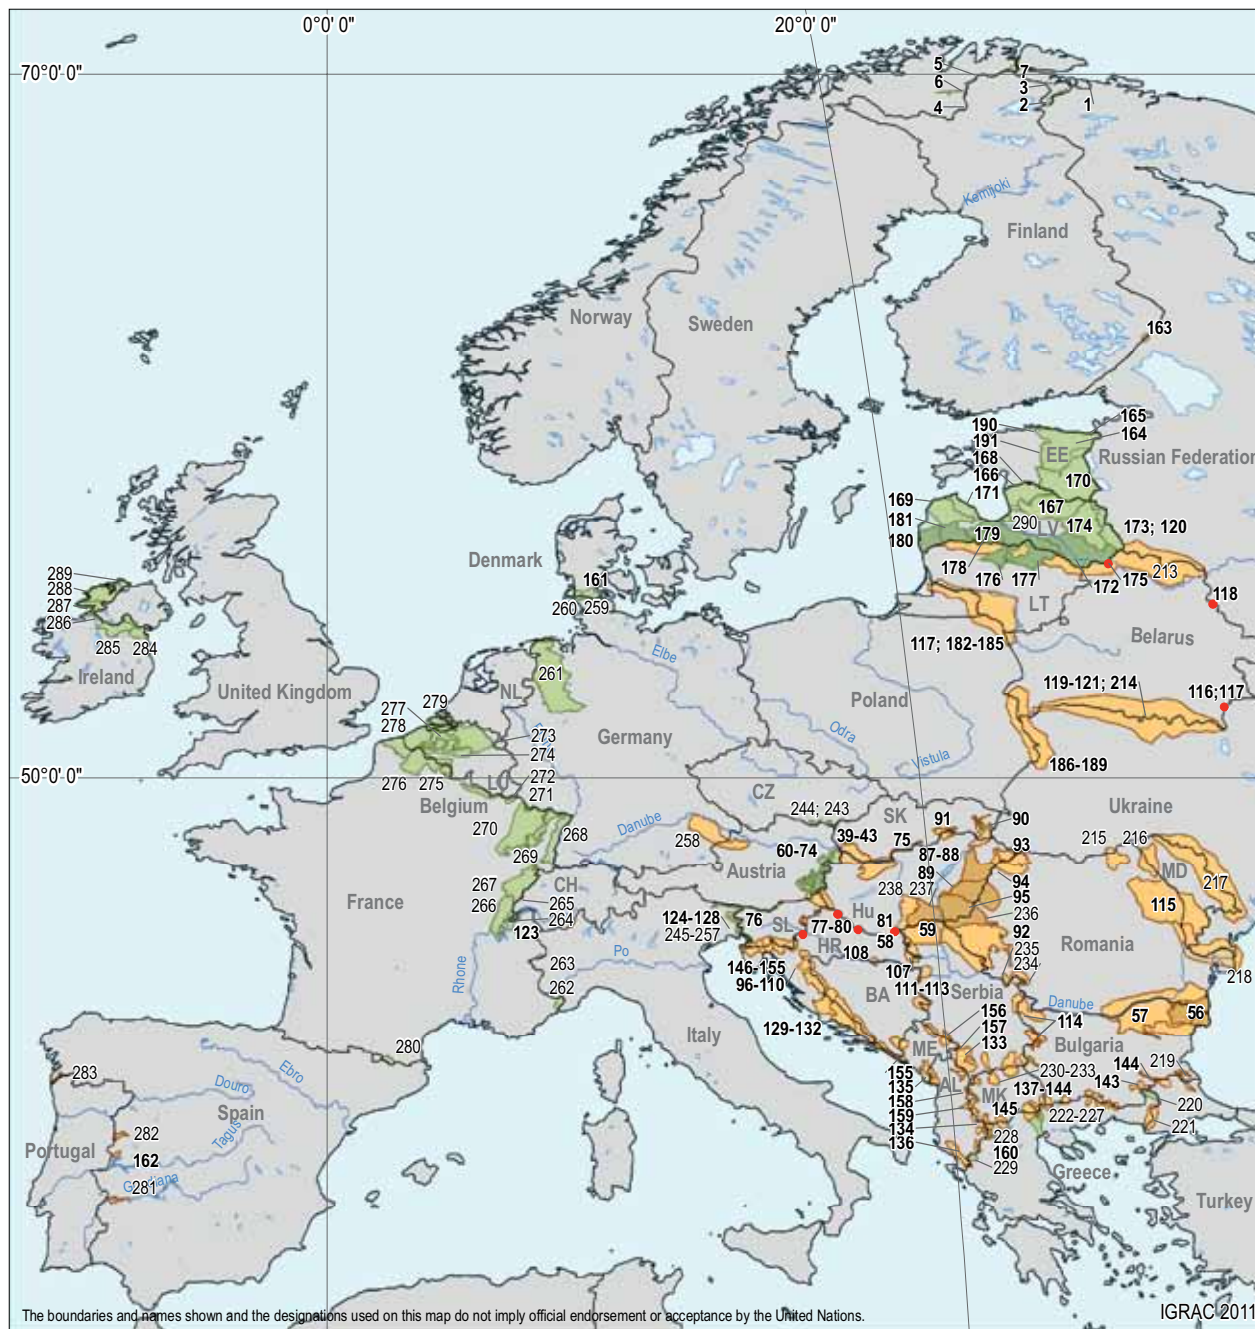 0°0' 0"
20°0' 0"
70°0' 0"
5
7
6
3
4
2
1
Kemijoki
Finland
Norway
Sweden
163
165
190
164
191
EE
168
Russian Federation
166
170
169
171
167
181
290
LV
174
173; 120
180
179
Denmark
178
213
289
161
176
177
172
175
288
118
287
260
259
LT
286
Belarus
285
284
117; 182-185
Ireland
Elbe
United Kingdom
261
NL
119-121; 214
116;117
279
Poland
277
278
273
Germany
Odra
274
Vistula
186-189
50°0' 0"
272
276
275
LU
CZ
271
Belgium
244; 243
SK
Ukraine
91
90
270
268
Danube
258
39-43
75
215
216
60-74
87-88
93
269
Austria
89
MD
267
CH
238
237
94
217
France
266
265
95
115
264
Hu
236
124-128
76
81
123
SL
77-80
59
92
245-257
58
HR
235
Romania
108
263
Po
146-155
234
218
96-110
107
Rhone
262
BA
111-113
Serbia
Danube
57
56
156
114
Italy
129-132
157
ME
133
Bulgaria
280
144
219
283
Ebro
155
230-233
Douro
135
AL
137-144
143
MK
158
220
Spain
145
159
222-227
282
Tagus
134
221
Portugal
228
162
136
160
229
281
Greece
Turkey
The boundaries and names shown and the designations used on this map do not imply official endorsement or acceptance by the United Nations.
IGRAC 2011